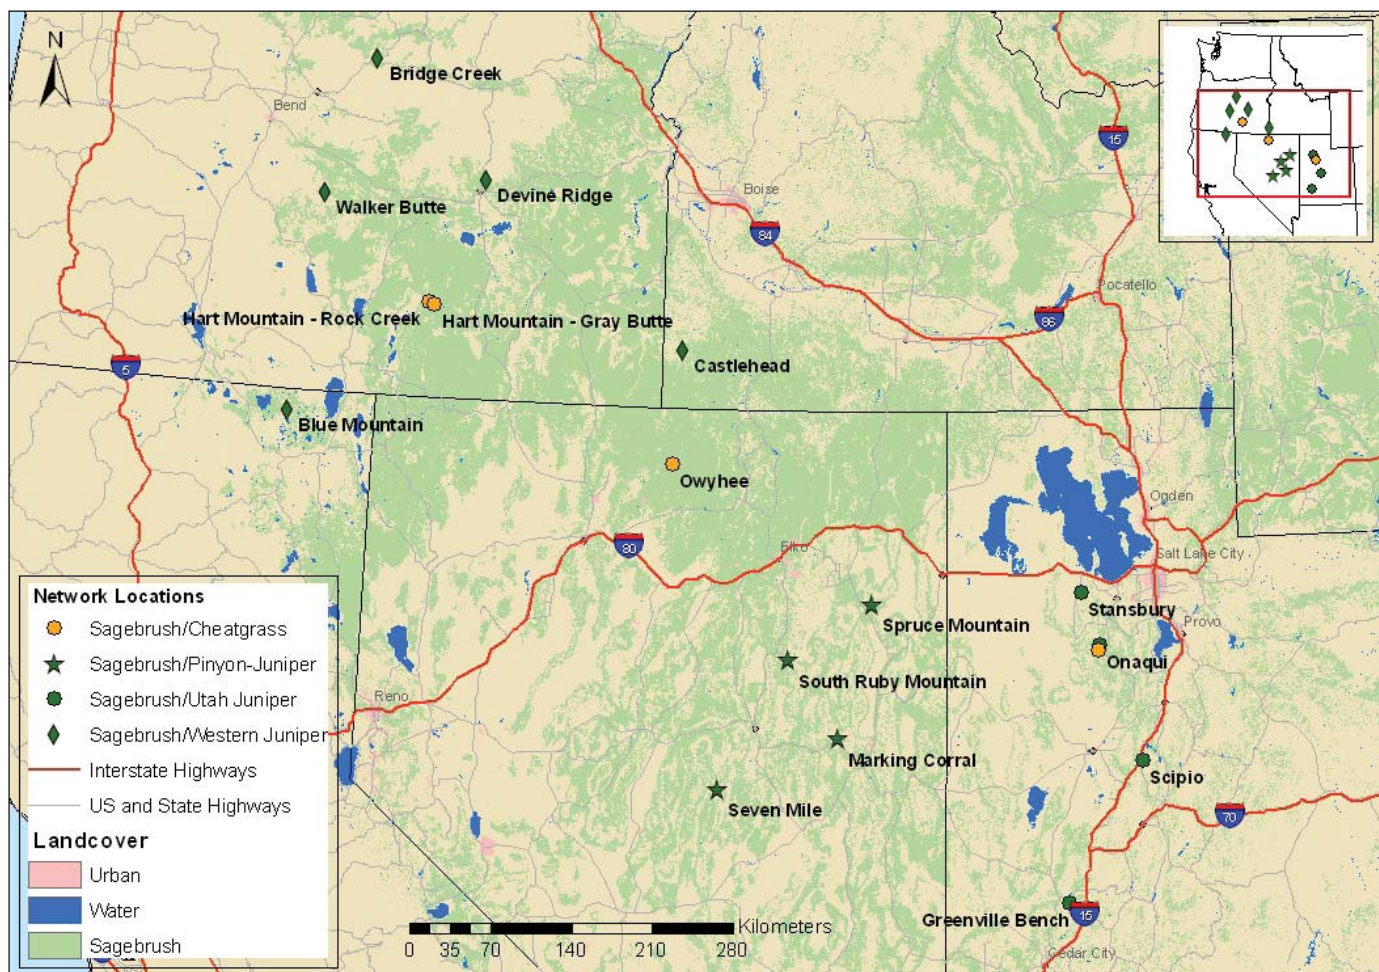 N
Bridge Creek
Bend
15
Devine Ridge
Boise
Walker Butte
84
Pocatello
Hart Mountain - Rock Creek
Hart Mountain - Gray Butte
86
5
Castlehead
Blue Mountain
Owyhee
Ogden
80
Elko
Salt Lake City
Stansbury
Provo
Spruce Mountain
Onaqui
South Ruby Mountain
Reno
Marking Corral
Scipio
Seven Mile
70
Greenville Bench
15
Cedar City
Network Locations
Sagebrush/Cheatgrass
Sagebrush/Pinyon-Juniper
Sagebrush/Utah Juniper
Sagebrush/Western Juniper
Interstate Highways
US and State Highways
Landcover
Urban
Water
Sagebrush
Kilometers
0 35 70 140 210 280